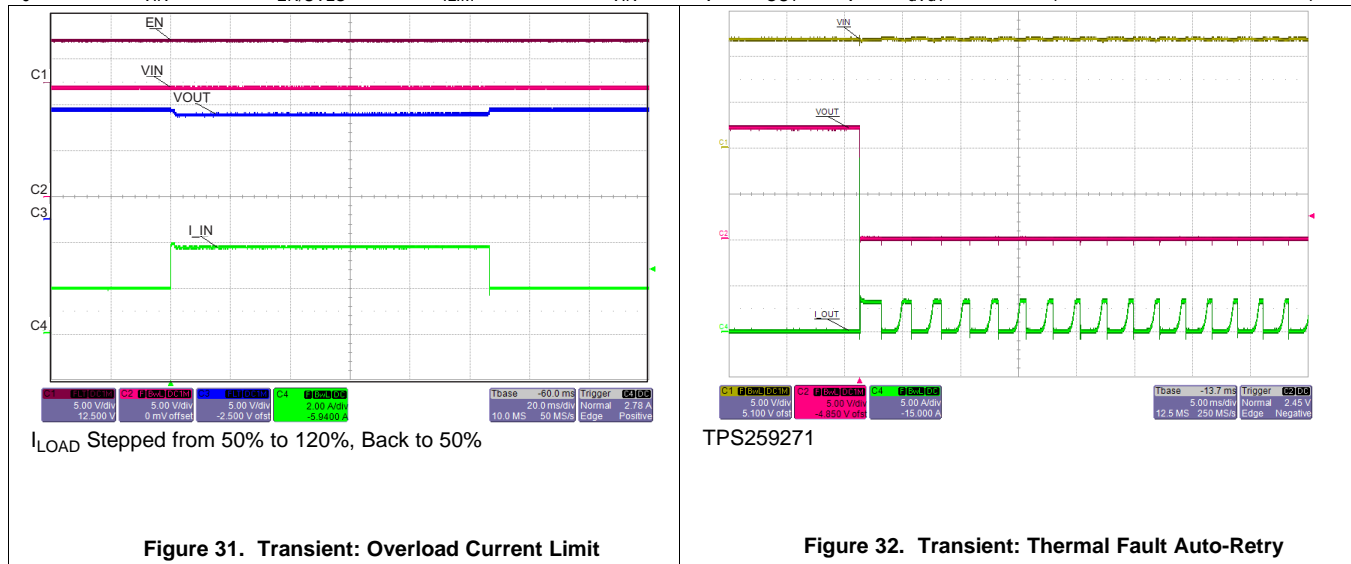 EN
C1
VIN
VOUT
C2
C3
I_IN
C4
5.00 V/div
12.500 V
C2
5.00 V/div
0 mV offset
5.00 V/div
-2.500 V ofst
C4
2.00 A/div
-5.9400 A
Tbase -60.0 ms
20.0 ms/div
10.0 MS 50 MS/s
Trigger C4 DC
Normal 2.78 A
Edge Positive
I_LOAD Stepped from 50% to 120%, Back to 50%
Figure 31. Transient: Overload Current Limit
VIN
VOUT
C1
C2
I_OUT
C4
C1
5.00 V/div
5.100 V ofst
C2
5.00 V/div
-4.850 V ofst
C4
5.00 A/div
-15.000 A
Tbase -13.7 ms
5.00 ms/div
12.5 MS 250 MS/s
Trigger C2 DC
Normal 2.45 V
Edge Negative
TPS259271
Figure 32. Transient: Thermal Fault Auto-Retry